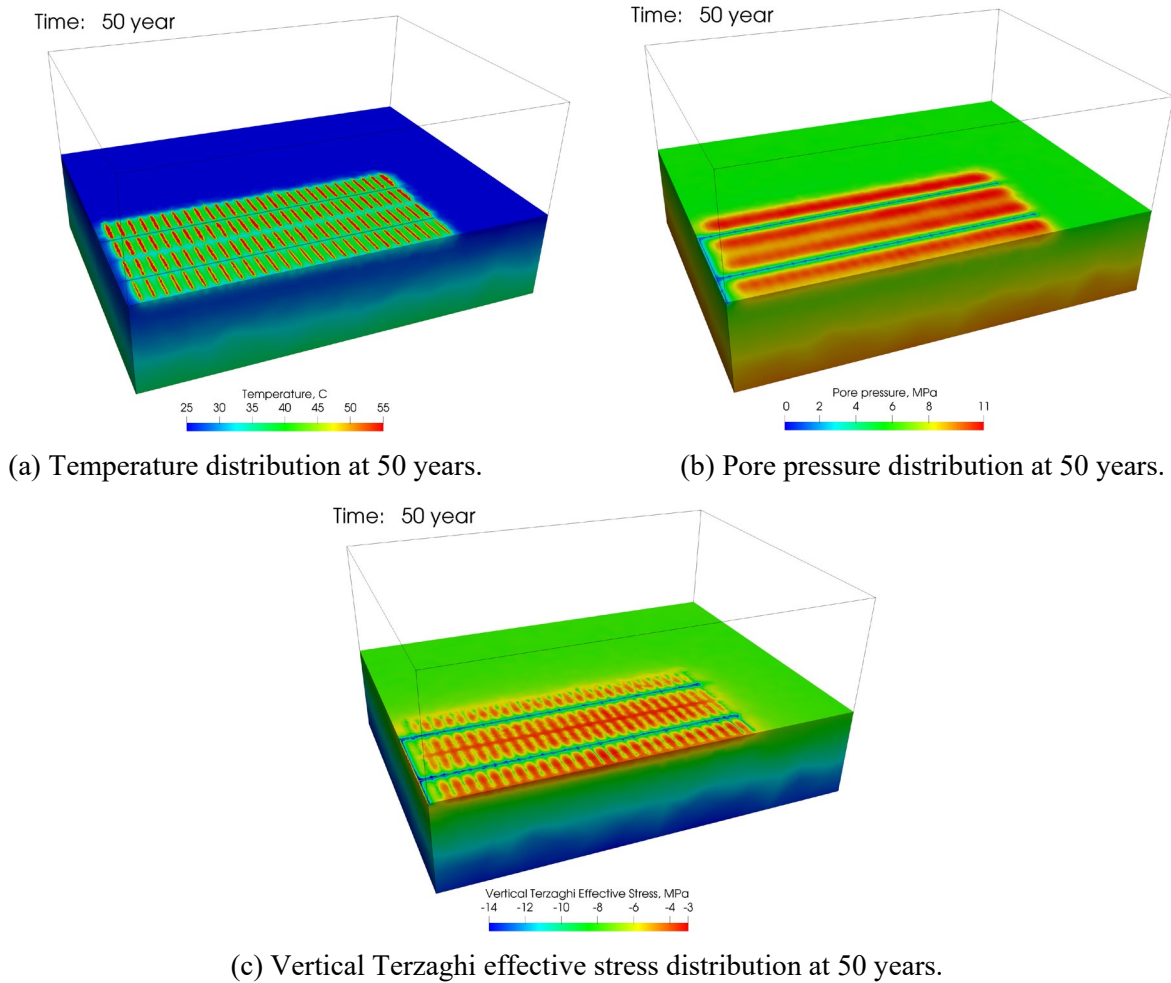 Time: 50 year
Time: 50 year
Temperature, C
25 30 35 40 45 50 55
Pore pressure, MPa
0 2 4 6 8 11
(a) Temperature distribution at 50 years.
(b) Pore pressure distribution at 50 years.
Time: 50 year
Vertical Terzaghi Effective Stress, MPa
-14 -12 -10 -8 -6 -4 -3
(c) Vertical Terzaghi effective stress distribution at 50 years.